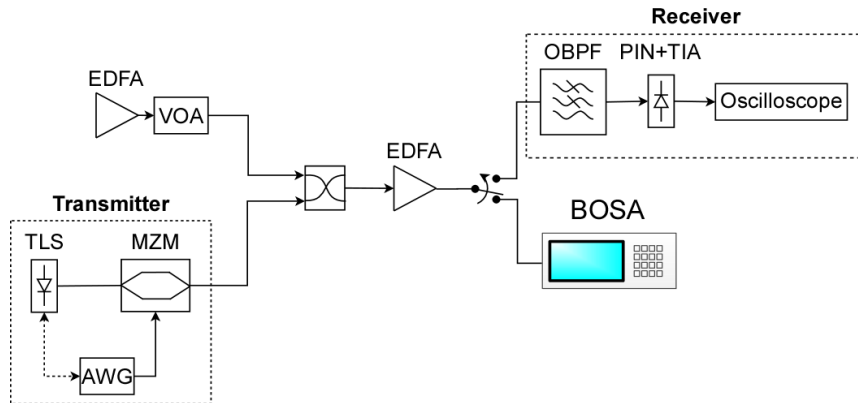 Receiver
OBPF PIN+TIA
Oscilloscope
EDFA
VOA
EDFA
Transmitter
TLS MZM
AWG
BOSA